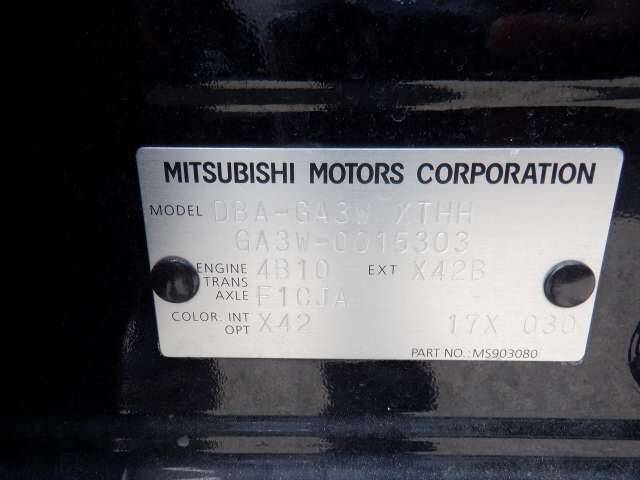 MITSUBISHI MOTORS CORPORATION
MODEL DBA-GA3W XTHH
GA3W-0015303
ENGINE 4B10 EXT X42B
TRANS
AXLE F1CJA -
COLOR. INT X42 17X 030
OPT
PART NO.: MS903080